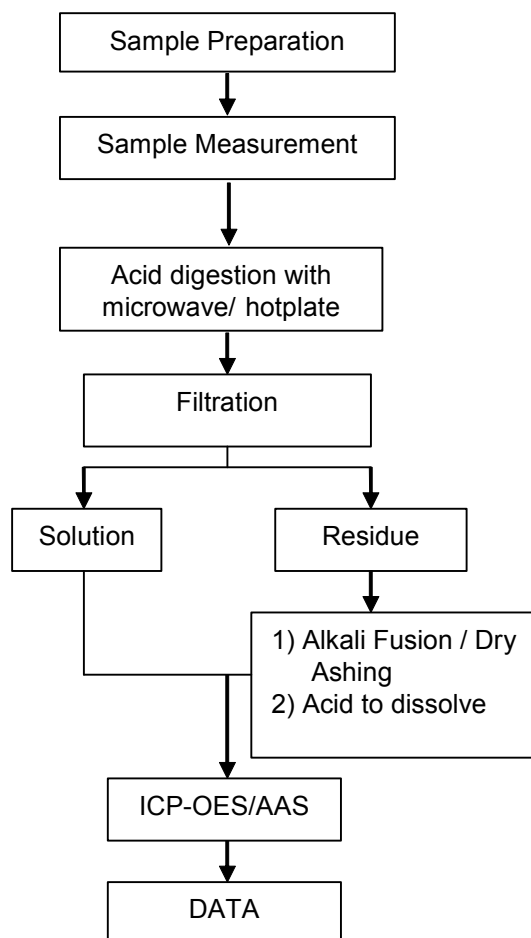 Sample Preparation
Sample Measurement
Acid digestion with
microwave/ hotplate
Filtration
Solution
Residue
1) Alkali Fusion / Dry
Ashing
2) Acid to dissolve
ICP-OES/AAS
DATA